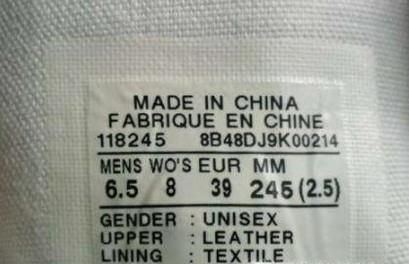 MADE IN CHINA
FABRIQUE EN CHINE
118245 8B48DJ9K00214
MENS WO'S EUR MM
6.5 8 39 245 (2.5)
GENDER : UNISEX
UPPER : LEATHER
LINING : TEXTILE